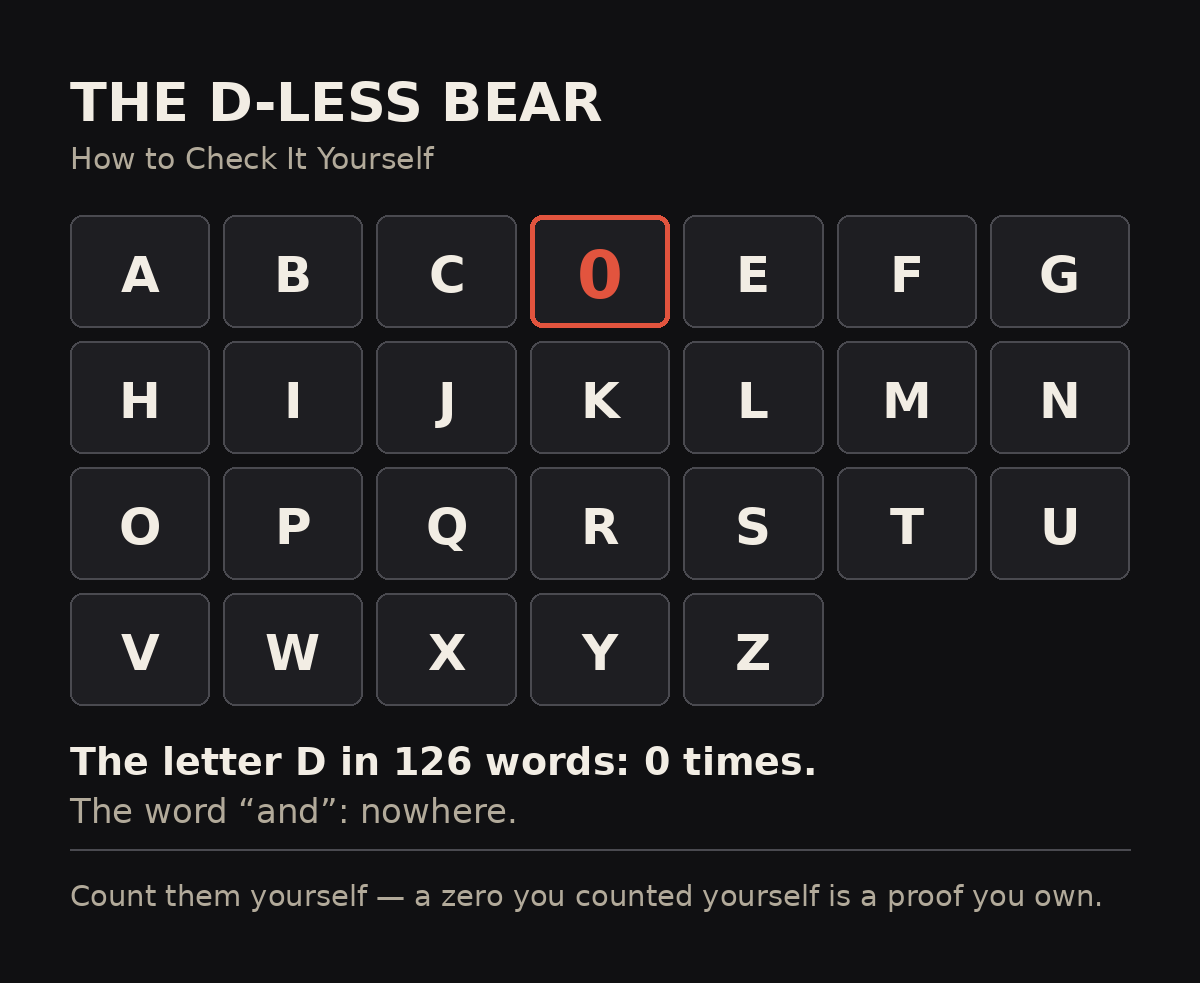 THE D-LESS BEAR
How to Check It Yourself
A B C 0 E F G
H I J K L M N
O P Q R S T U
V W X Y Z
The letter D in 126 words: 0 times.
The word “and”: nowhere.
Count them yourself — a zero you counted yourself is a proof you own.